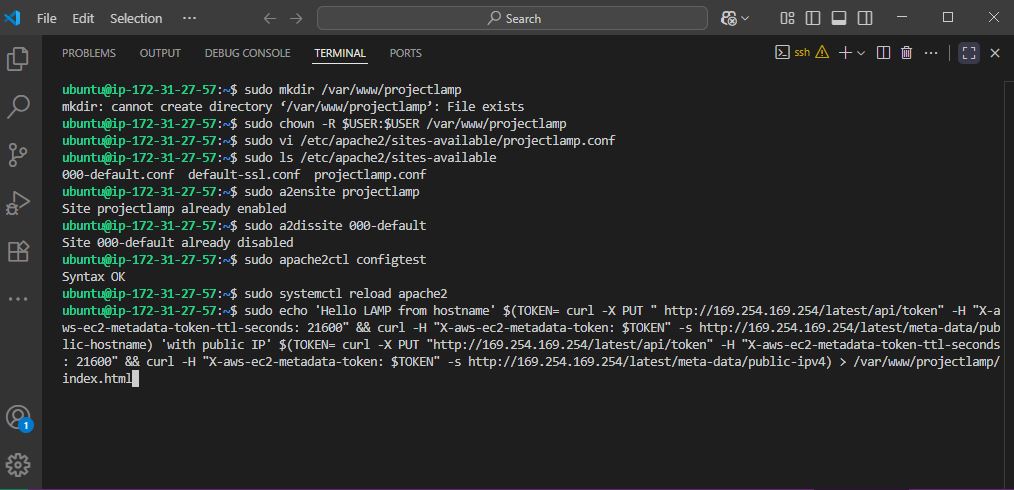 File Edit Selection ··· Search
PROBLEMS OUTPUT DEBUG CONSOLE TERMINAL PORTS ssh
ubuntu@ip-172-31-27-57:~$ sudo mkdir /var/www/projectlamp
mkdir: cannot create directory ‘/var/www/projectlamp’: File exists
ubuntu@ip-172-31-27-57:~$ sudo chown -R $USER:$USER /var/www/projectlamp
ubuntu@ip-172-31-27-57:~$ sudo vi /etc/apache2/sites-available/projectlamp.conf
ubuntu@ip-172-31-27-57:~$ sudo ls /etc/apache2/sites-available
000-default.conf  default-ssl.conf  projectlamp.conf
ubuntu@ip-172-31-27-57:~$ sudo a2ensite projectlamp
Site projectlamp already enabled
ubuntu@ip-172-31-27-57:~$ sudo a2dissite 000-default
Site 000-default already disabled
ubuntu@ip-172-31-27-57:~$ sudo apache2ctl configtest
Syntax OK
ubuntu@ip-172-31-27-57:~$ sudo systemctl reload apache2
ubuntu@ip-172-31-27-57:~$ sudo echo 'Hello LAMP from hostname' $(TOKEN= curl -X PUT " http://169.254.169.254/latest/api/token" -H "X-a
ws-ec2-metadata-token-ttl-seconds: 21600" && curl -H "X-aws-ec2-metadata-token: $TOKEN" -s http://169.254.169.254/latest/meta-data/pub
lic-hostname) 'with public IP' $(TOKEN= curl -X PUT "http://169.254.169.254/latest/api/token" -H "X-aws-ec2-metadata-token-ttl-seconds
: 21600" && curl -H "X-aws-ec2-metadata-token: $TOKEN" -s http://169.254.169.254/latest/meta-data/public-ipv4) > /var/www/projectlamp/
index.html
1